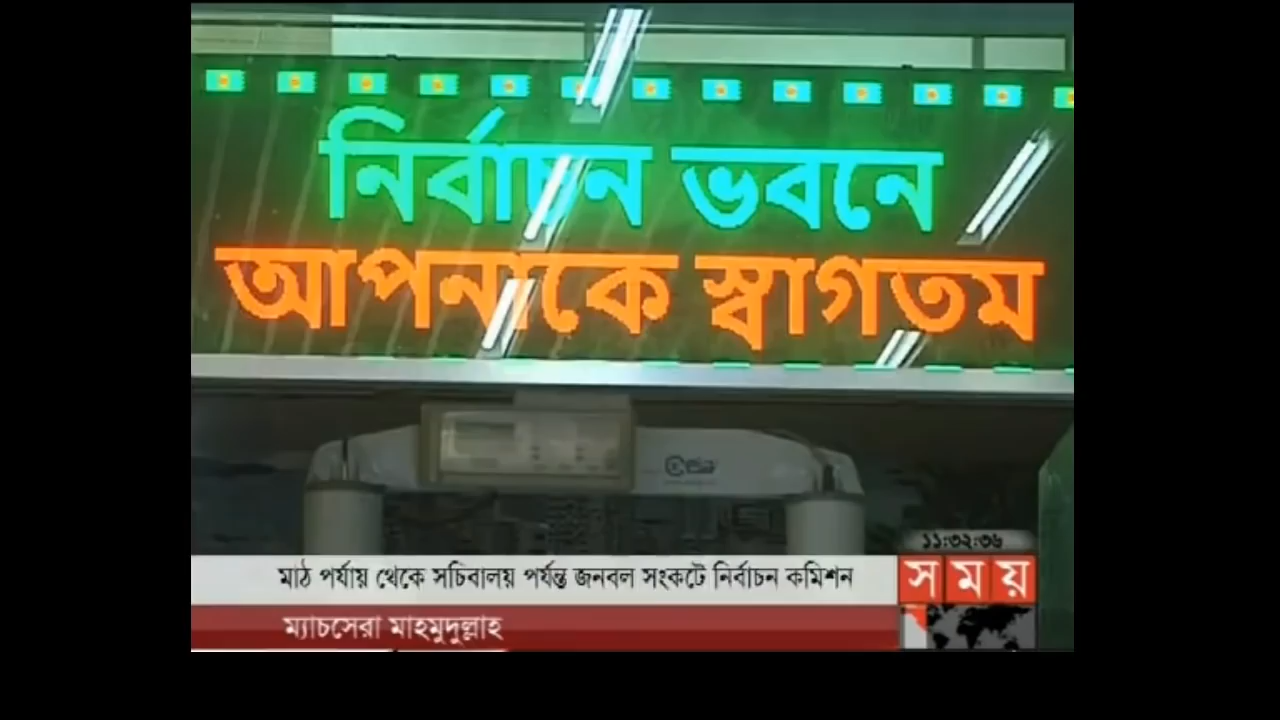 নির্বাচন ভবনে
আপনাকে স্বাগতম
১১:৩২:৩৬
মাঠ পর্যায় থেকে সচিবালয় পর্যন্ত জনবল সংকটে নির্বাচন কমিশন
সময়
ম্যাচসেরা মাহমুদুল্লাহ